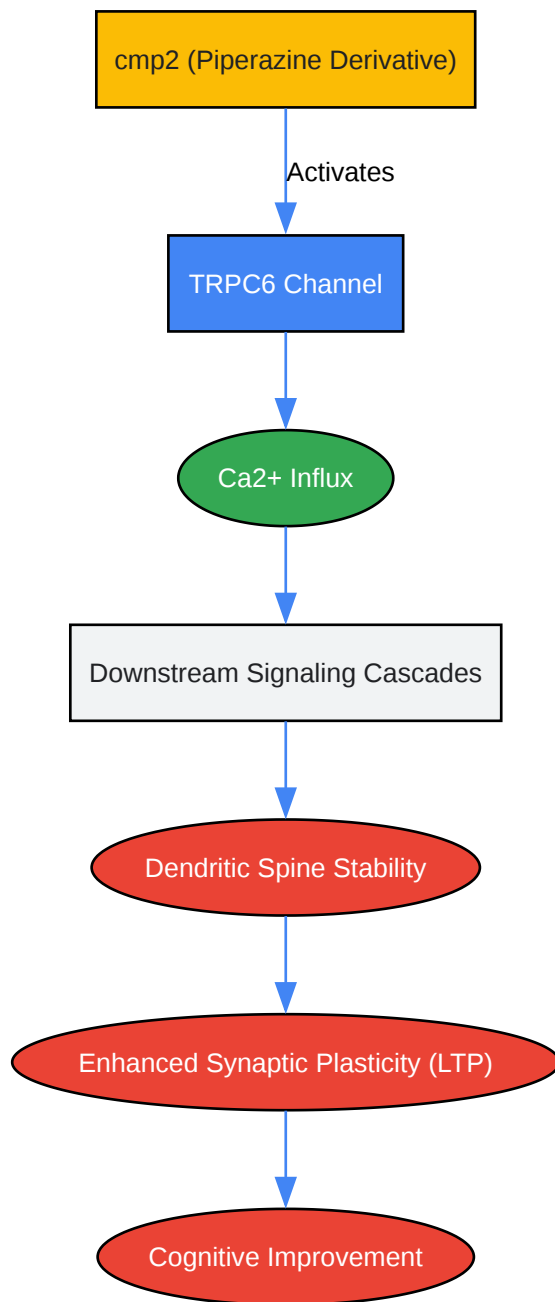 cmp2 (Piperazine Derivative)
Activates
TRPC6 Channel
Ca2+ Influx
Downstream Signaling Cascades
Dendritic Spine Stability
Enhanced Synaptic Plasticity (LTP)
Cognitive Improvement